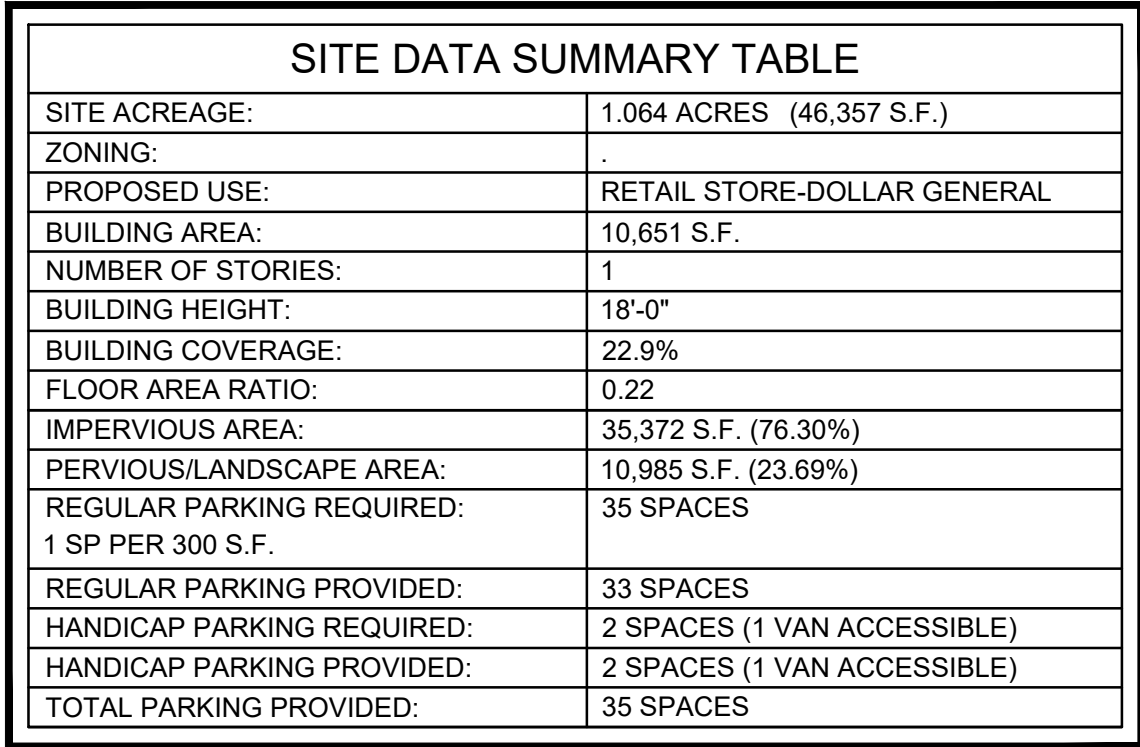 SITE DATA SUMMARY TABLE
SITE ACREAGE: 1.064 ACRES (46,357 S.F.)
ZONING: .
PROPOSED USE: RETAIL STORE-DOLLAR GENERAL
BUILDING AREA: 10,651 S.F.
NUMBER OF STORIES: 1
BUILDING HEIGHT: 18'-0"
BUILDING COVERAGE: 22.9%
FLOOR AREA RATIO: 0.22
IMPERVIOUS AREA: 35,372 S.F. (76.30%)
PERVIOUS/LANDSCAPE AREA: 10,985 S.F. (23.69%)
REGULAR PARKING REQUIRED: 35 SPACES
1 SP PER 300 S.F.
REGULAR PARKING PROVIDED: 33 SPACES
HANDICAP PARKING REQUIRED: 2 SPACES (1 VAN ACCESSIBLE)
HANDICAP PARKING PROVIDED: 2 SPACES (1 VAN ACCESSIBLE)
TOTAL PARKING PROVIDED: 35 SPACES